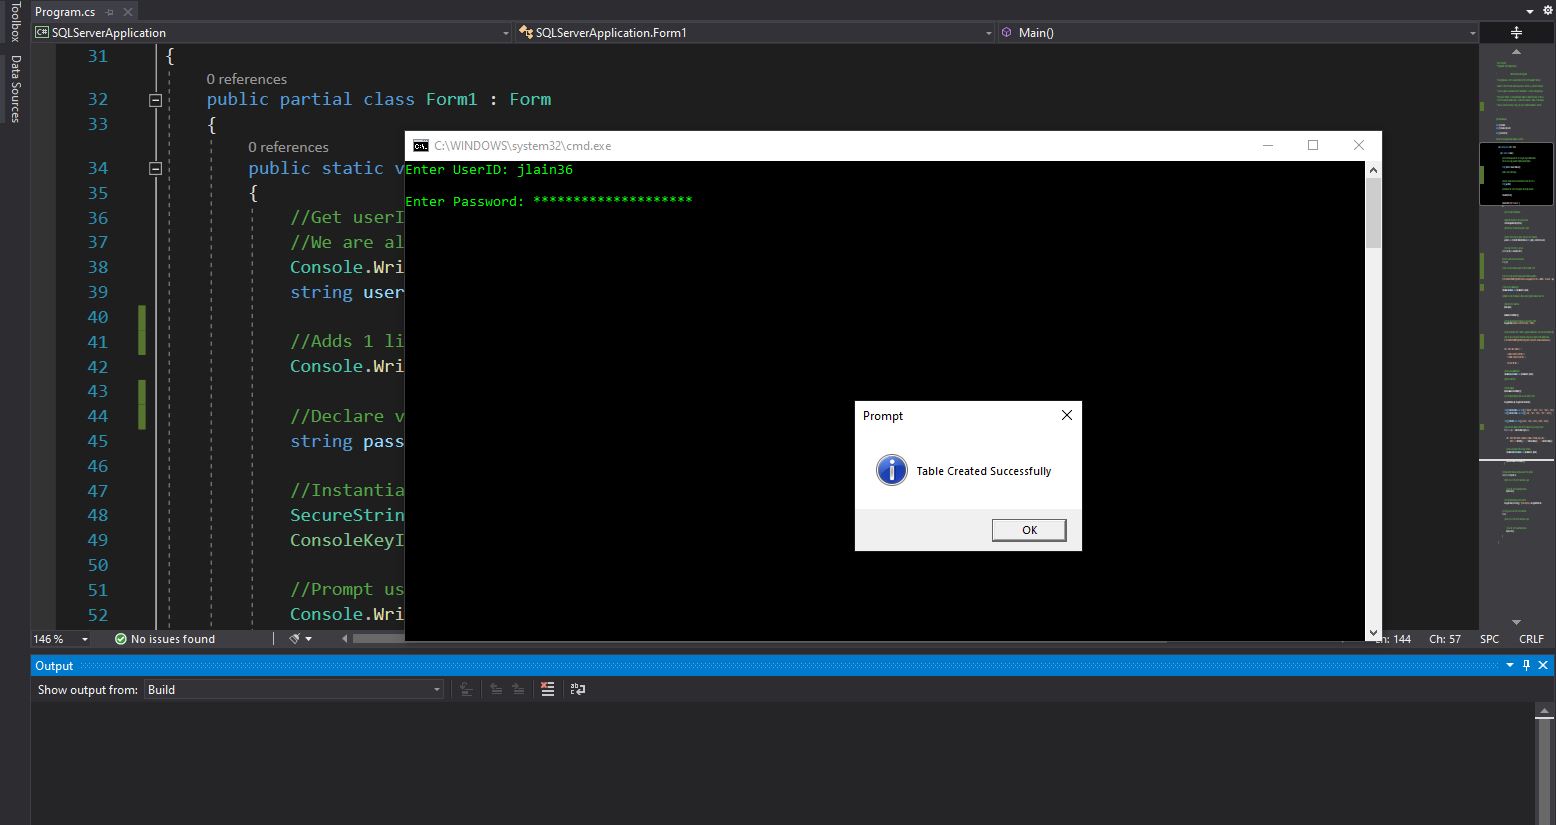 Toolbox
Data Sources
Program.cs
SQLServerApplication
SQLServerApplication.Form1
Main()
31 {
0 references
32 public partial class Form1 : Form
33 {
0 references
34 public static v
35 {
36 //Get userI
37 //We are al
38 Console.Wri
39 string user
40
41 //Adds 1 li
42 Console.Wri
43
44 //Declare v
45 string pass
46
47 //Instantia
48 SecureStrin
49 ConsoleKeyI
50
51 //Prompt us
52 Console.Wri
C:\WINDOWS\system32\cmd.exe
Enter UserID: jlain36
Enter Password: ********************
Prompt
Table Created Successfully
OK
146 %
No issues found
Ln: 144 Ch: 57 SPC CRLF
Output
Show output from: Build